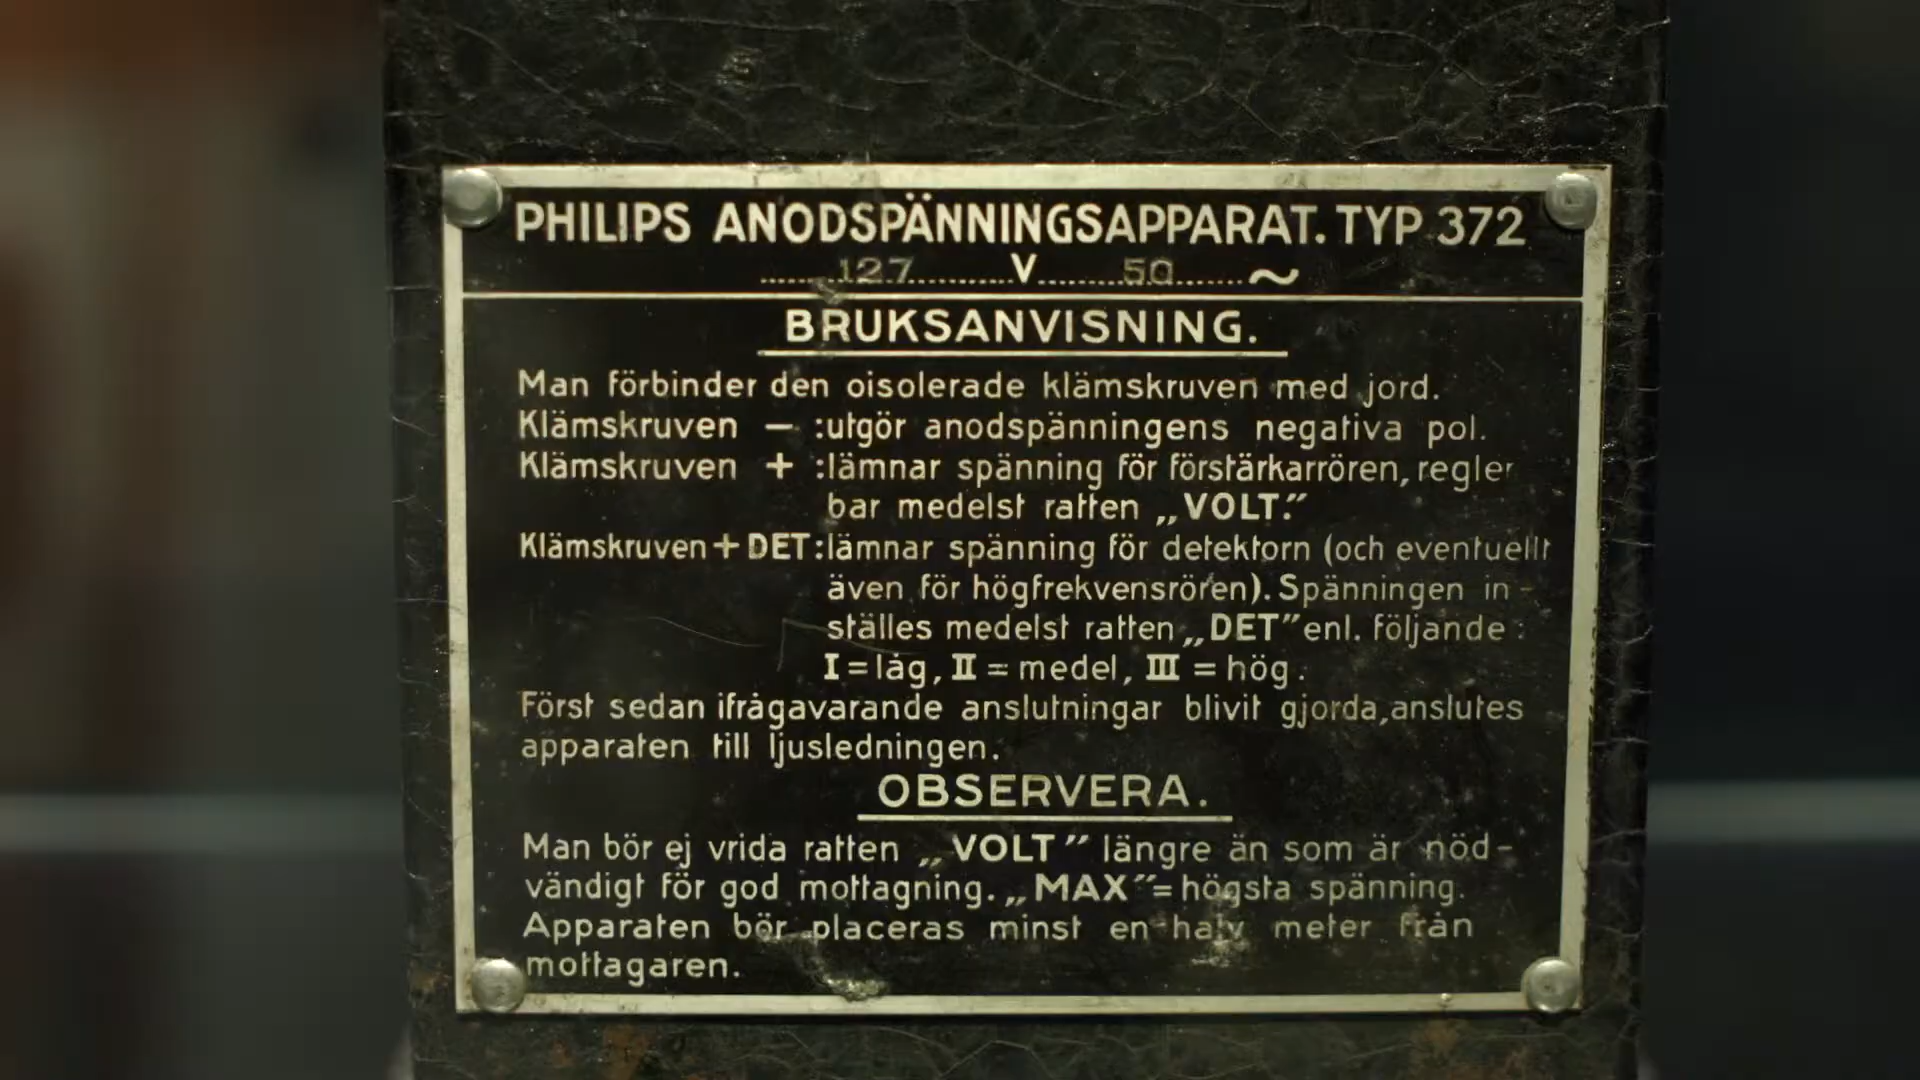 PHILIPS ANODSPÄNNINGSAPPARAT. TYP 372
127 V 50 ~
BRUKSANVISNING.
Man förbinder den oisolerade klämskruven med jord.
Klämskruven — :utgör anodspänningens negativa pol.
Klämskruven + :lämnar spänning för förstärkarrören, regler
bar medelst ratten „VOLT.”
Klämskruven + DET:lämnar spänning för detektorn (och eventuellt
även för högfrekvensrören). Spänningen in-
ställes medelst ratten „DET” enl. följande :
I = låg, II = medel, III = hög.
Först sedan ifrågavarande anslutningar blivit gjorda, anslutes
apparaten till ljusledningen.
OBSERVERA.
Man bör ej vrida ratten „VOLT” längre än som är nöd-
vändigt för god mottagning. „MAX” = högsta spänning.
Apparaten bör placeras minst en halv meter från
mottagaren.